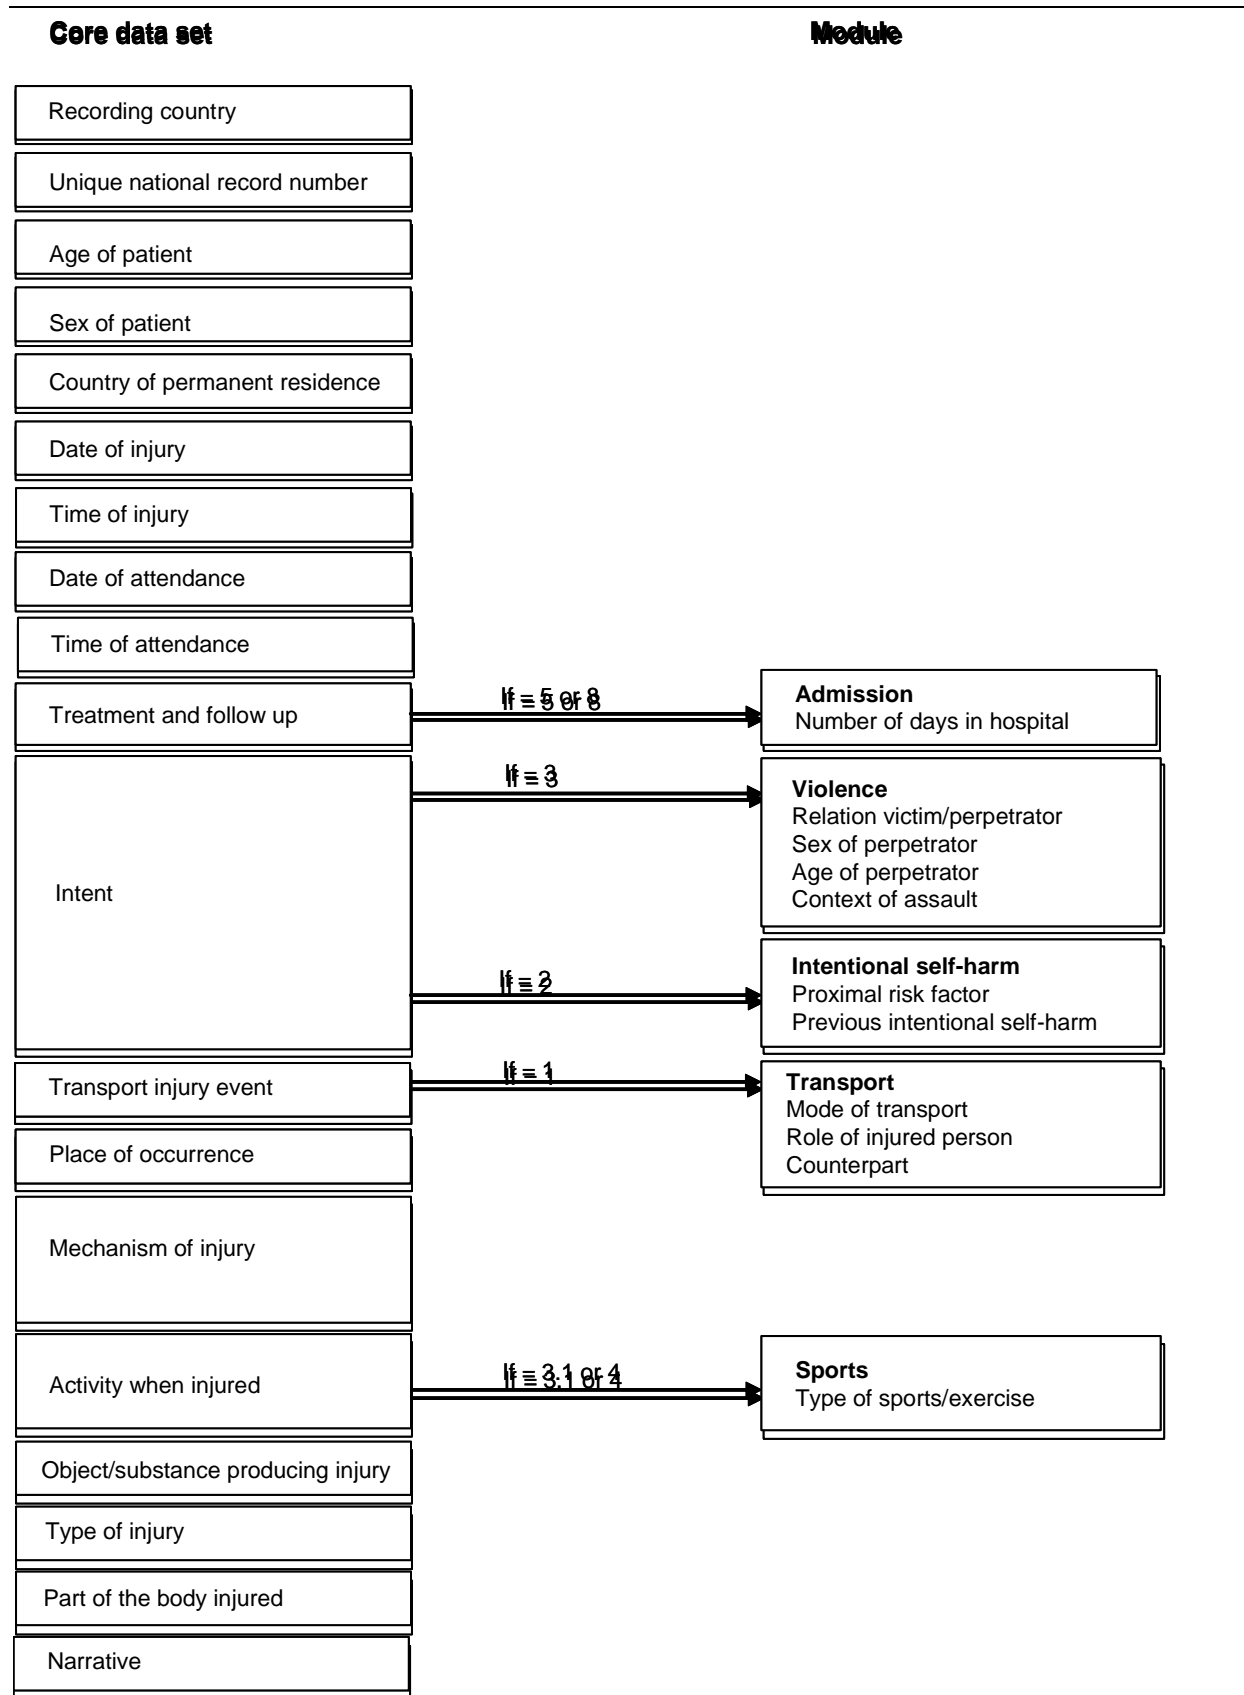 Core data set
Module
Recording country
Unique national record number
Age of patient
Sex of patient
Country of permanent residence
Date of injury
Time of injury
Date of attendance
Time of attendance
Treatment and follow up
If = 5 or 8
Admission
Number of days in hospital
Intent
If = 3
Violence
Relation victim/perpetrator
Sex of perpetrator
Age of perpetrator
Context of assault
If = 2
Intentional self-harm
Proximal risk factor
Previous intentional self-harm
Transport injury event
If = 1
Transport
Mode of transport
Role of injured person
Counterpart
Place of occurrence
Mechanism of injury
Activity when injured
If = 3.1 or 4
Sports
Type of sports/exercise
Object/substance producing injury
Type of injury
Part of the body injured
Narrative